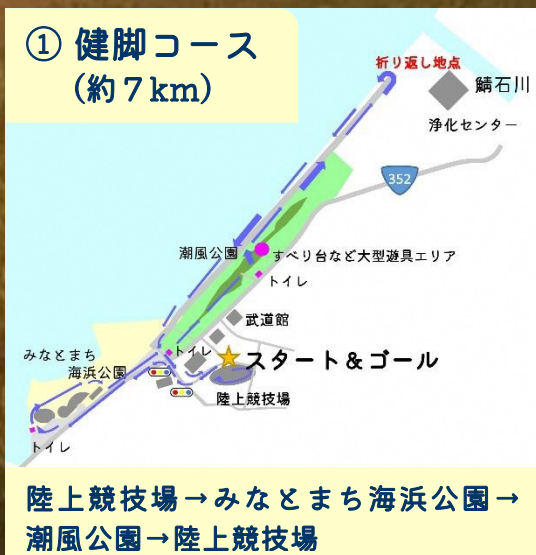 ① 健脚コース
(約７km)
折り返し地点
鯖石川
浄化センター
352
潮風公園
すべり台など大型遊具エリア
トイレ
武道館
みなとまち
海浜公園
トイレ
スタート＆ゴール
陸上競技場
トイレ
陸上競技場→みなとまち海浜公園→
潮風公園→陸上競技場